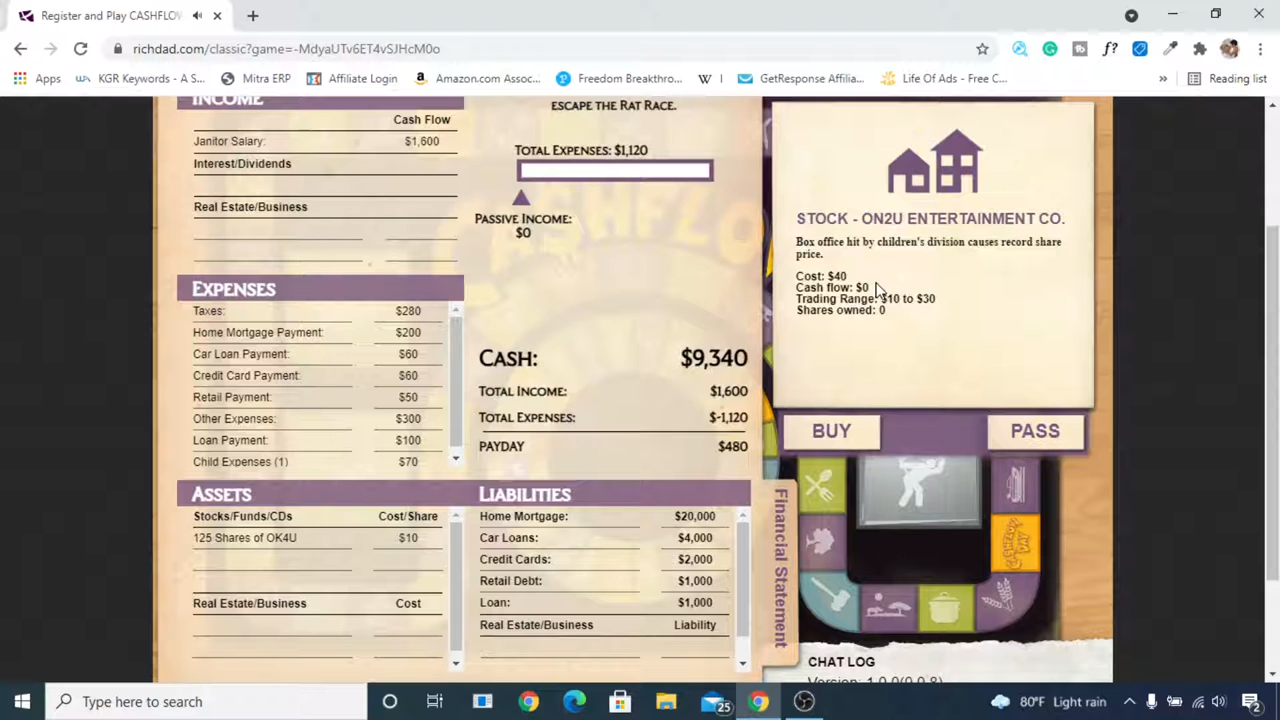 Register and Play CASHFLOW
richdad.com/classic?game=-MdyaUTv6ET4vSJHcM0o
Apps
KGR Keywords - A S...
Mitra ERP
Affiliate Login
Amazon.com Assoc...
Freedom Breakthro...
GetResponse Affilia...
Life Of Ads - Free C...
»
Reading list
INCOME
Cash Flow
Janitor Salary: $1,600
Interest/Dividends
Real Estate/Business
EXPENSES
Taxes: $280
Home Mortgage Payment: $200
Car Loan Payment: $60
Credit Card Payment: $60
Retail Payment: $50
Other Expenses: $300
Loan Payment: $100
Child Expenses (1) $70
ASSETS
Stocks/Funds/CDs Cost/Share
125 Shares of OK4U $10
Real Estate/Business Cost
ESCAPE THE RAT RACE.
TOTAL EXPENSES: $1,120
PASSIVE INCOME:
$0
CASH: $9,340
TOTAL INCOME: $1,600
TOTAL EXPENSES: $-1,120
PAYDAY $480
LIABILITIES
Home Mortgage: $20,000
Car Loans: $4,000
Credit Cards: $2,000
Retail Debt: $1,000
Loan: $1,000
Real Estate/Business Liability
Financial Statement
STOCK - ON2U ENTERTAINMENT CO.
Box office hit by children's division causes record share
price.
Cost: $40
Cash flow: $0
Trading Range: $10 to $30
Shares owned: 0
BUY
PASS
CHAT LOG
Version: 1.0.0(0.0.8)
Type here to search
25
80°F Light rain
2